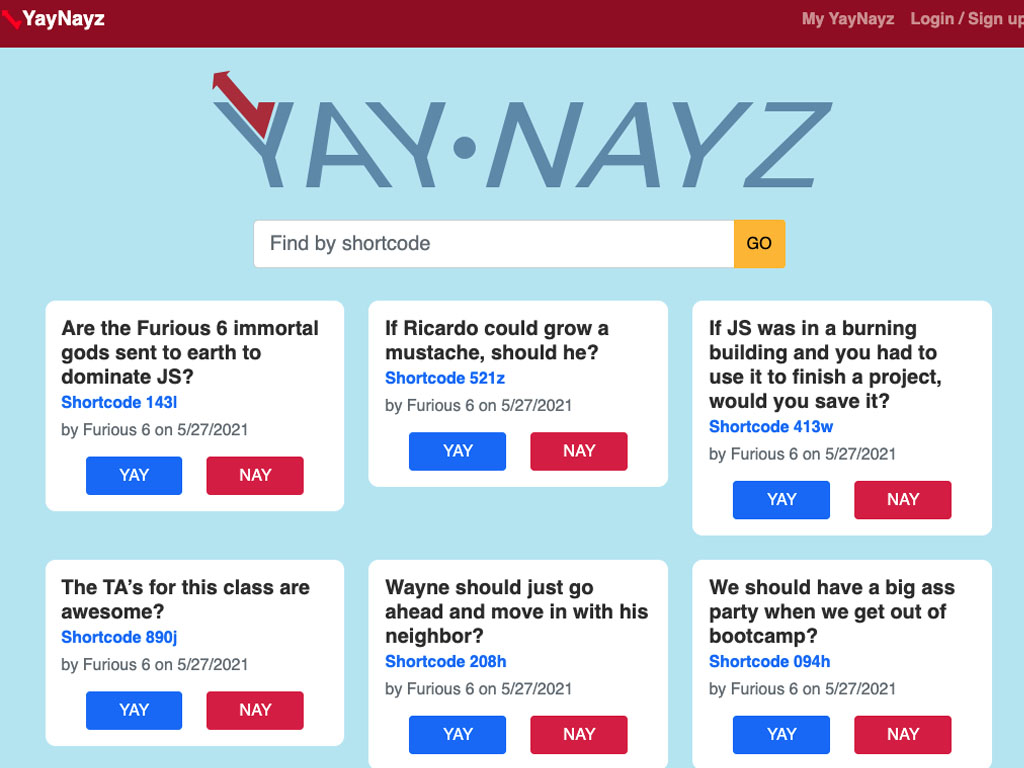 YayNayz
My YayNayz
Login / Sign up
YAY•NAYZ
Find by shortcode
GO
Are the Furious 6 immortal
gods sent to earth to
dominate JS?
Shortcode 143l
by Furious 6 on 5/27/2021
YAY
NAY
If Ricardo could grow a
mustache, should he?
Shortcode 521z
by Furious 6 on 5/27/2021
YAY
NAY
If JS was in a burning
building and you had to
use it to finish a project,
would you save it?
Shortcode 413w
by Furious 6 on 5/27/2021
YAY
NAY
The TA’s for this class are
awesome?
Shortcode 890j
by Furious 6 on 5/27/2021
YAY
NAY
Wayne should just go
ahead and move in with his
neighbor?
Shortcode 208h
by Furious 6 on 5/27/2021
YAY
NAY
We should have a big ass
party when we get out of
bootcamp?
Shortcode 094h
by Furious 6 on 5/27/2021
YAY
NAY